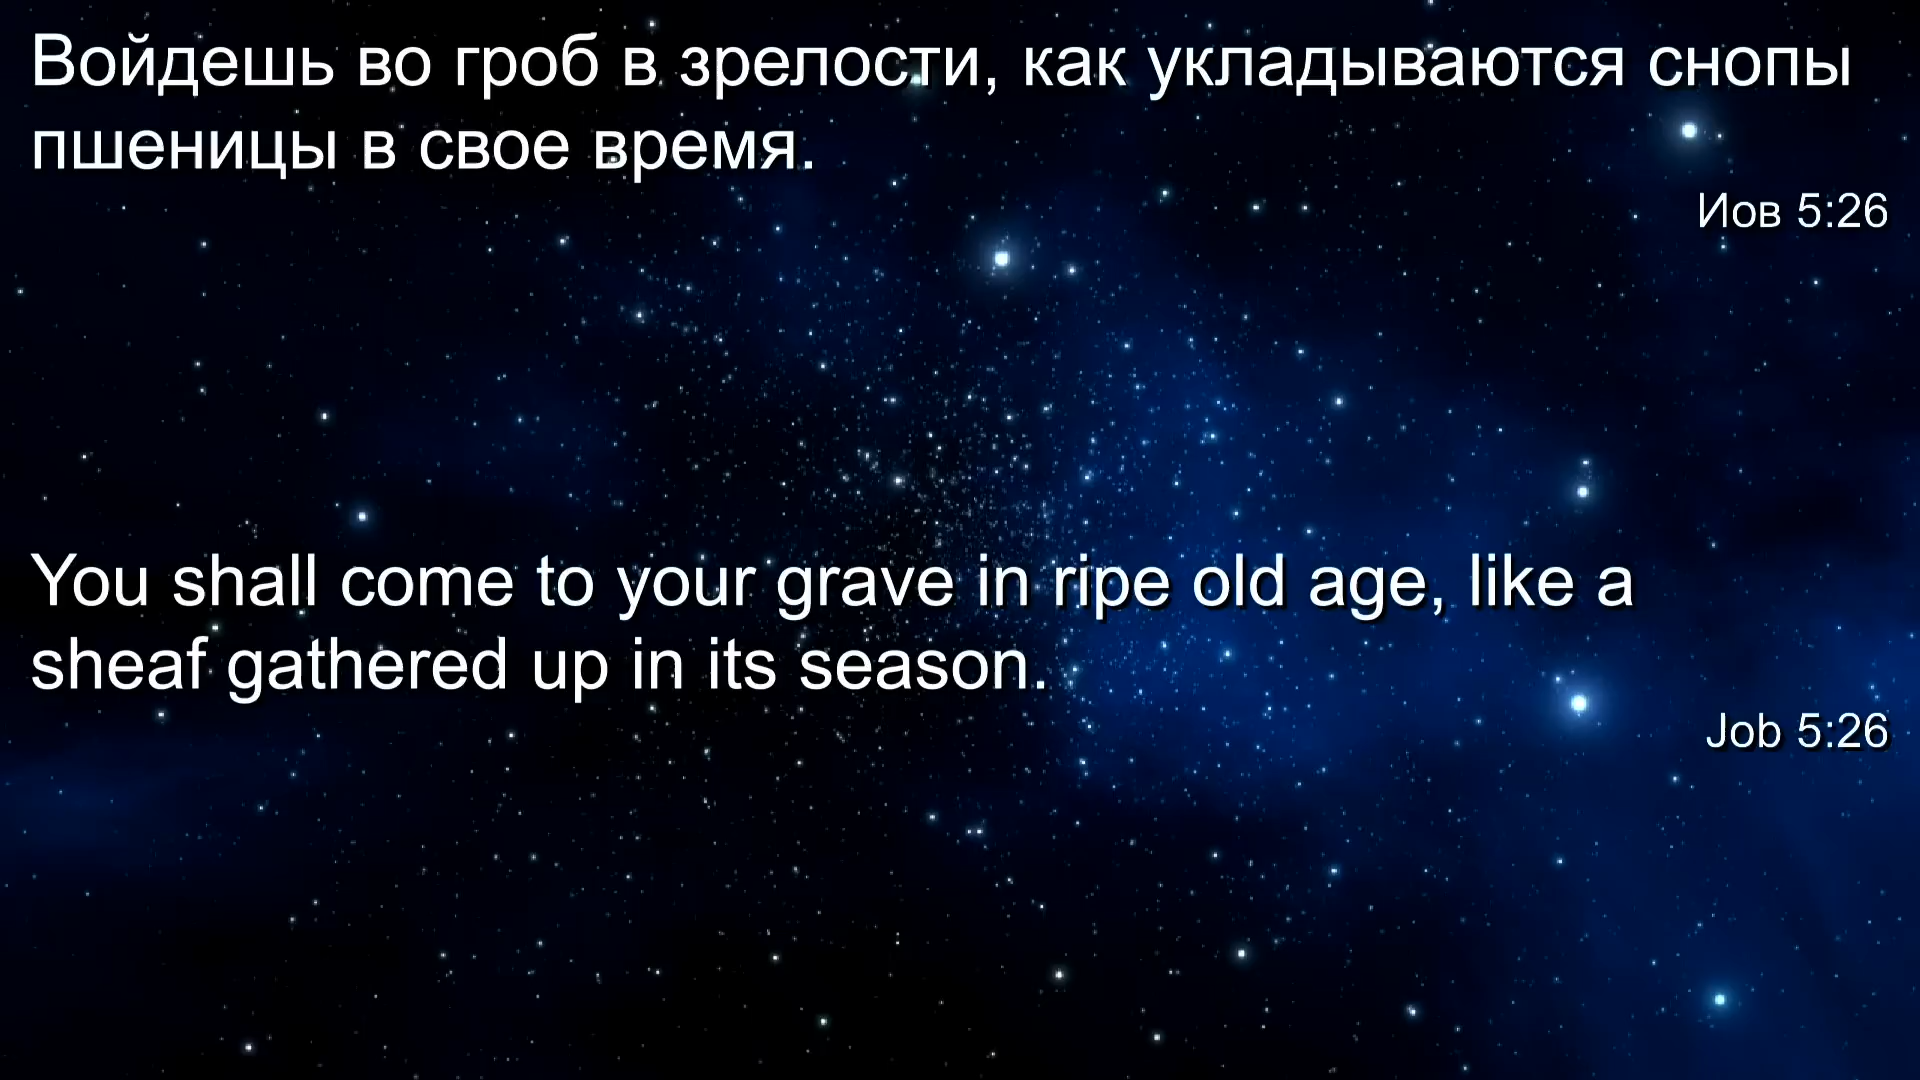 Войдешь во гроб в зрелости, как укладываются снопы
пшеницы в свое время.
Иов 5:26
You shall come to your grave in ripe old age, like a
sheaf gathered up in its season.
Job 5:26